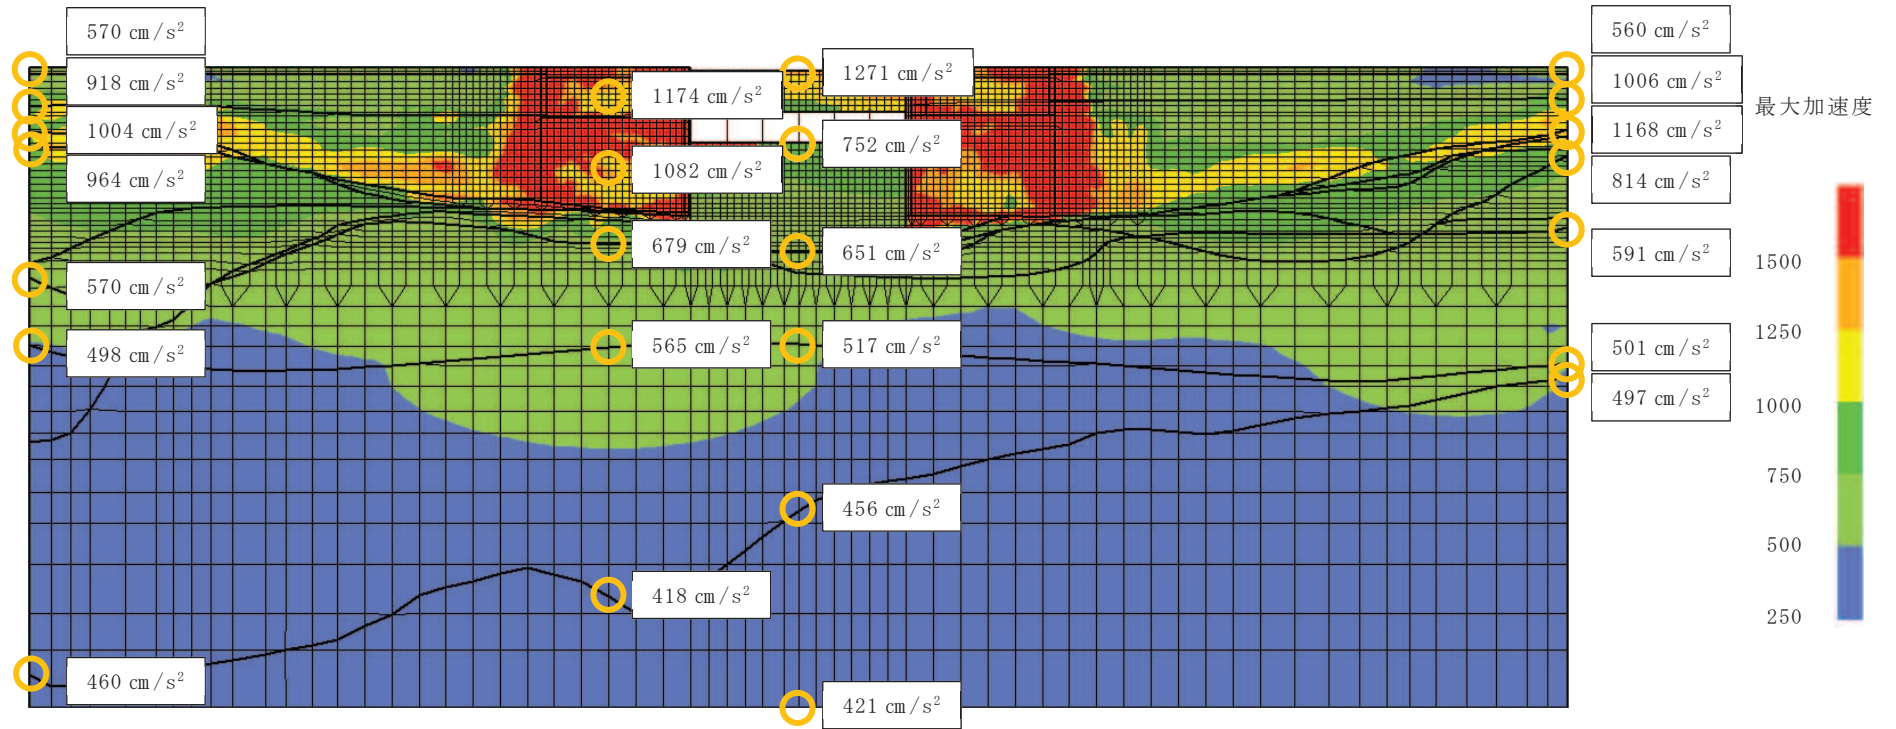 570 cm/s²
918 cm/s²
1004 cm/s²
964 cm/s²
570 cm/s²
498 cm/s²
460 cm/s²
1174 cm/s²
1082 cm/s²
679 cm/s²
565 cm/s²
418 cm/s²
1271 cm/s²
752 cm/s²
651 cm/s²
517 cm/s²
456 cm/s²
421 cm/s²
560 cm/s²
1006 cm/s²
1168 cm/s²
814 cm/s²
591 cm/s²
501 cm/s²
497 cm/s²
最大加速度
1500
1250
1000
750
500
250